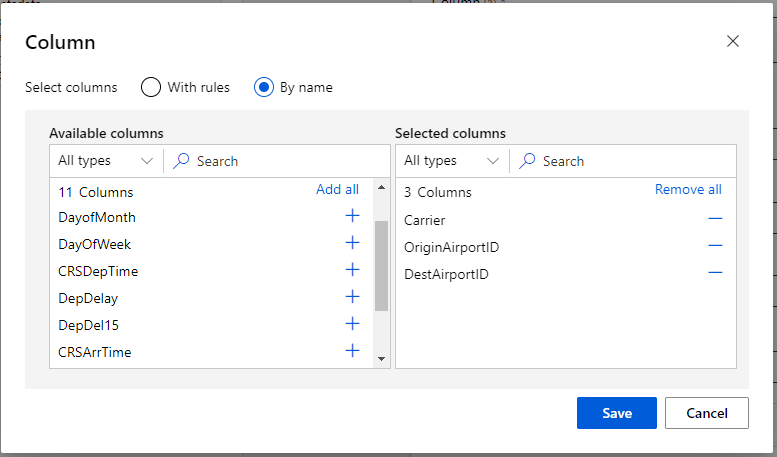 Column
Select columns With rules By name
Available columns
All types Search
11 Columns Add all
DayofMonth
DayOfWeek
CRSDepTime
DepDelay
DepDel15
CRSArrTime
Selected columns
All types Search
3 Columns Remove all
Carrier
OriginAirportID
DestAirportID
Save Cancel